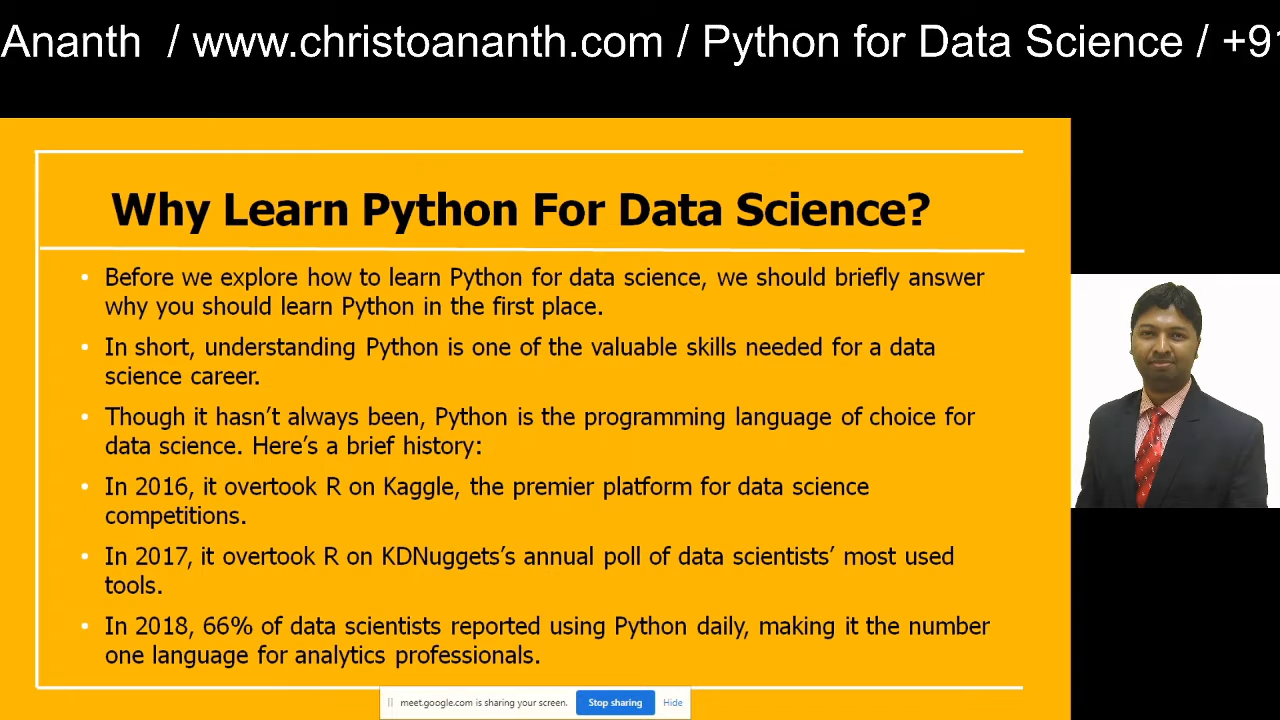 Ananth / www.christoananth.com / Python for Data Science / +91
Why Learn Python For Data Science?
• Before we explore how to learn Python for data science, we should briefly answer
why you should learn Python in the first place.
• In short, understanding Python is one of the valuable skills needed for a data
science career.
• Though it hasn’t always been, Python is the programming language of choice for
data science. Here’s a brief history:
• In 2016, it overtook R on Kaggle, the premier platform for data science
competitions.
• In 2017, it overtook R on KDNuggets’s annual poll of data scientists’ most used
tools.
• In 2018, 66% of data scientists reported using Python daily, making it the number
one language for analytics professionals.
meet.google.com is sharing your screen. Stop sharing Hide